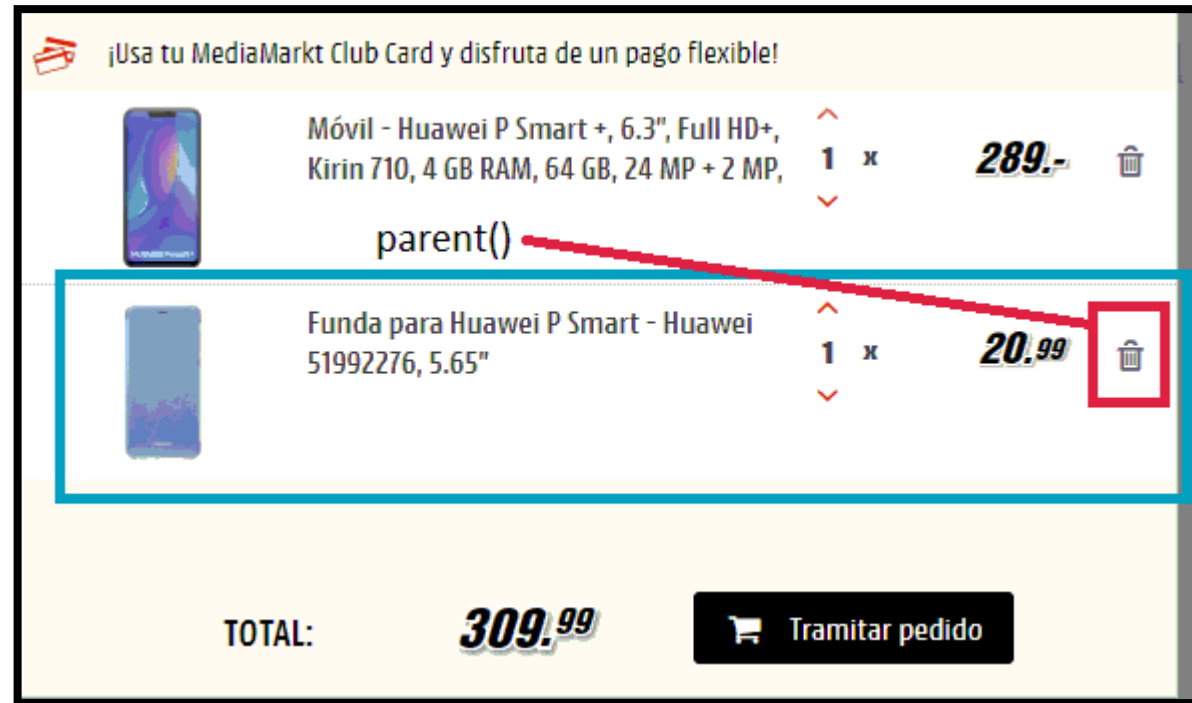 ¡Usa tu MediaMarkt Club Card y disfruta de un pago flexible!
Móvil - Huawei P Smart +, 6.3", Full HD+,
Kirin 710, 4 GB RAM, 64 GB, 24 MP + 2 MP,
1 x
289.-
parent()
Funda para Huawei P Smart - Huawei
51992276, 5.65"
1 x
20.99
TOTAL:
309.99
Tramitar pedido